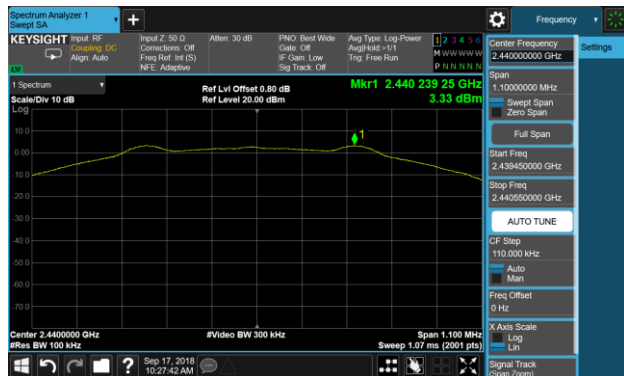 Spectrum Analyzer 1
Swept SA
Frequency
KEYSIGHT
Input: RF
Coupling: DC
Align: Auto
Input Z: 50 Ω
Corrections: Off
Freq Ref: Int (S)
NFE: Adaptive
Atten: 30 dB
PNO: Best Wide
Gate: Off
IF Gain: Low
Sig Track: Off
Avg Type: Log-Power
Avg|Hold:>1/1
Trig: Free Run
1 2 3 4 5 6
M W W W W W
P N N N N N
1 Spectrum
Scale/Div 10 dB
Log
Ref Lvl Offset 0.80 dB
Ref Level 20.00 dBm
Mkr1 2.440 239 25 GHz
3.33 dBm
1
10.0
0.00
-10.0
-20.0
-30.0
-40.0
-50.0
-60.0
-70.0
Center 2.4400000 GHz
#Res BW 100 kHz
#Video BW 300 kHz
Span 1.100 MHz
Sweep 1.07 ms (2001 pts)
Center Frequency
2.440000000 GHz
Settings
Span
1.10000000 MHz
Swept Span
Zero Span
Full Span
Start Freq
2.439450000 GHz
Stop Freq
2.440550000 GHz
AUTO TUNE
CF Step
110.000 kHz
Auto
Man
Freq Offset
0 Hz
X Axis Scale
Log
Lin
Signal Track
(Span Zoom)
?
Sep 17, 2018
10:27:42 AM